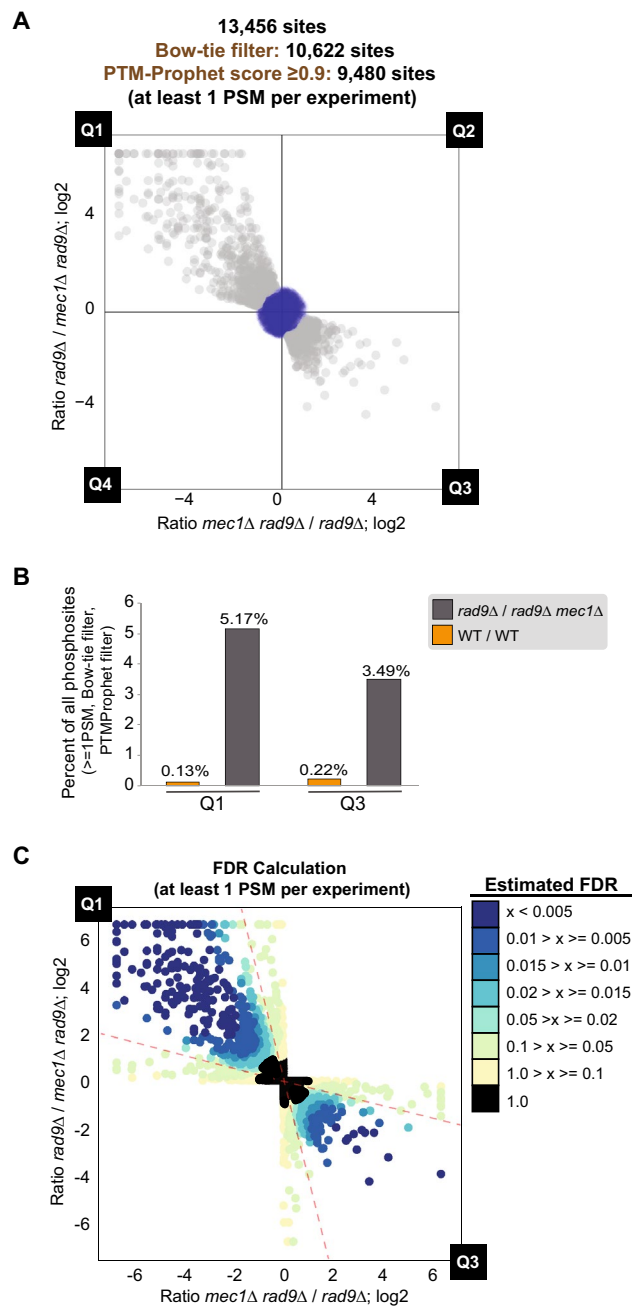 A
13,456 sites
Bow-tie filter: 10,622 sites
PTM-Prophet score ≥0.9: 9,480 sites
(at least 1 PSM per experiment)
Q1
Q2
4
0
−4
Ratio rad9Δ / mec1Δ rad9Δ; log2
Q4
Q3
−4
0
4
Ratio mec1Δ rad9Δ / rad9Δ; log2
B
Percent of all phosphosites
(>=1PSM, Bow-tie filter,
PTMProphet filter)
6
5
4
3
2
1
0
0.13%
5.17%
0.22%
3.49%
Q1
Q3
rad9Δ / rad9Δ mec1Δ
WT / WT
C
FDR Calculation
(at least 1 PSM per experiment)
Q1
6
4
2
0
-2
-4
-6
Ratio rad9Δ / mec1Δ rad9Δ; log2
-6
-4
-2
0
2
4
6
Q3
Ratio mec1Δ rad9Δ / rad9Δ; log2
Estimated FDR
x < 0.005
0.01 > x >= 0.005
0.015 > x >= 0.01
0.02 > x >= 0.015
0.05 >x >= 0.02
0.1 > x >= 0.05
1.0 > x >= 0.1
1.0